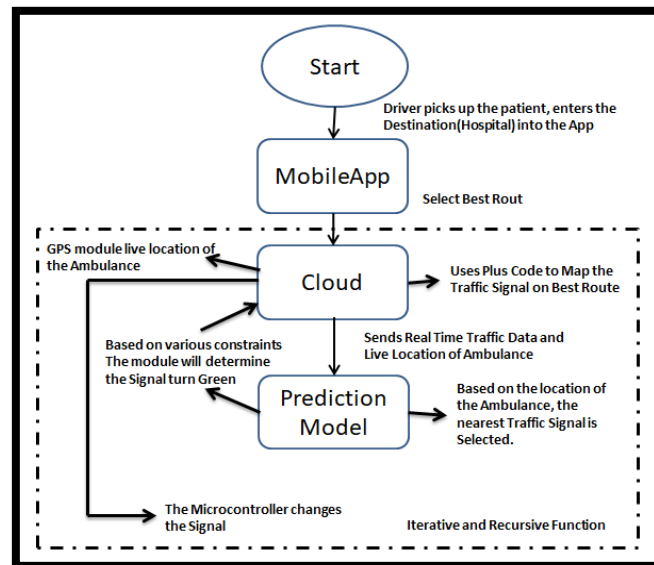 Start
Driver picks up the patient, enters the
Destination(Hospital) into the App
MobileApp
Select Best Rout
GPS module live location of
the Ambulance
Cloud
Uses Plus Code to Map the
Traffic Signal on Best Route
Based on various constraints
The module will determine
the Signal turn Green
Sends Real Time Traffic Data and
Live Location of Ambulance
Prediction
Model
Based on the location of
the Ambulance, the
nearest Traffic Signal is
Selected.
The Microcontroller changes
the Signal
Iterative and Recursive Function